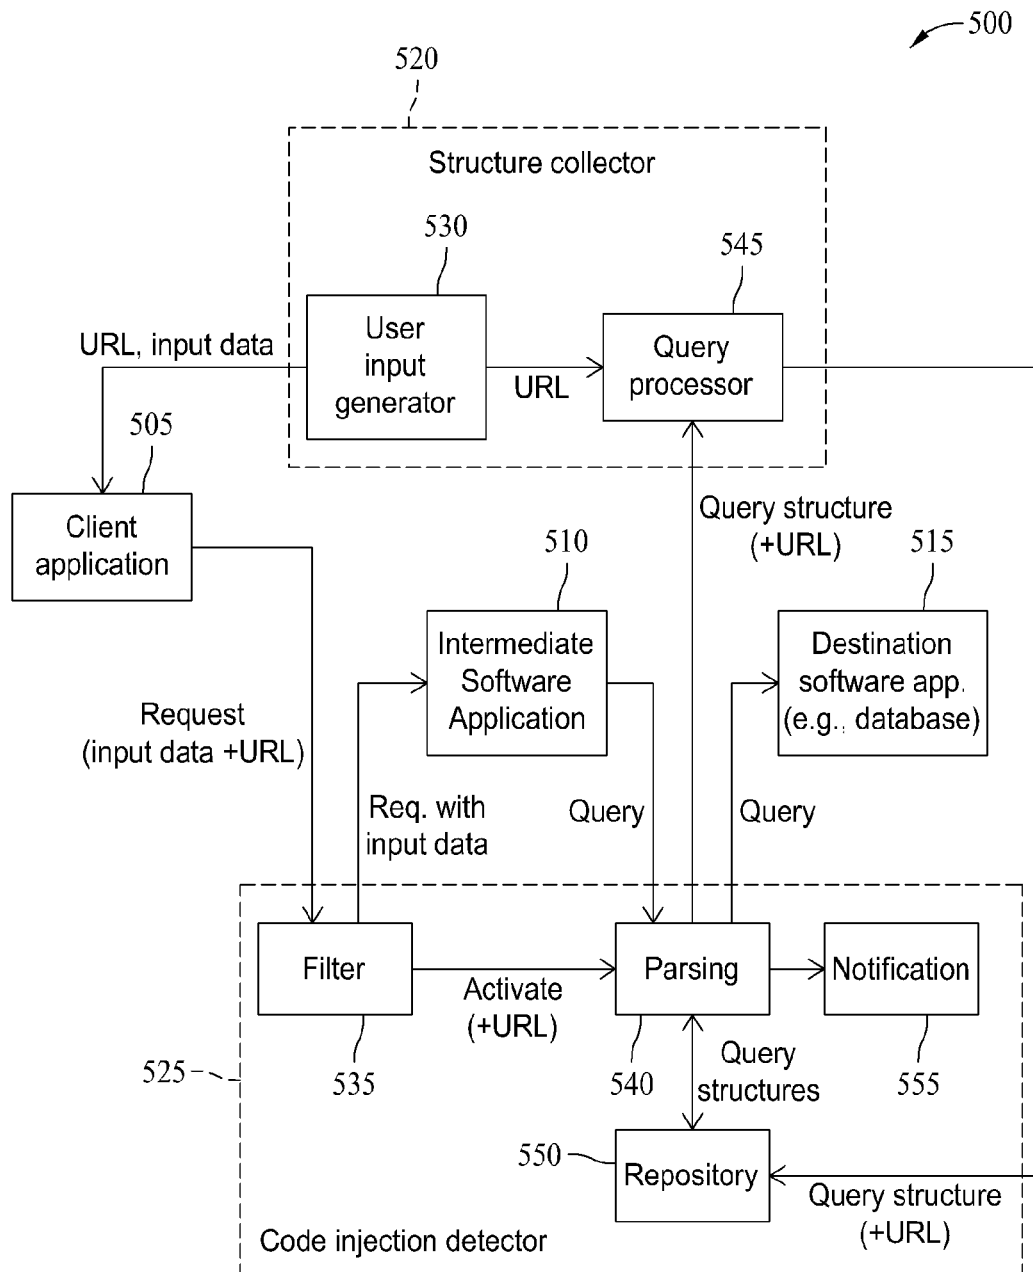 500
520
Structure collector
530
545
User
input
generator
Query
processor
URL, input data
URL
505
Client
application
Query structure
(+URL)
510
515
Intermediate
Software
Application
Destination
software app.
(e.g., database)
Request
(input data +URL)
Req. with
input data
Query
Query
Filter
Parsing
Notification
Activate
(+URL)
Query
structures
525
535
540
555
550
Repository
Query structure
(+URL)
Code injection detector